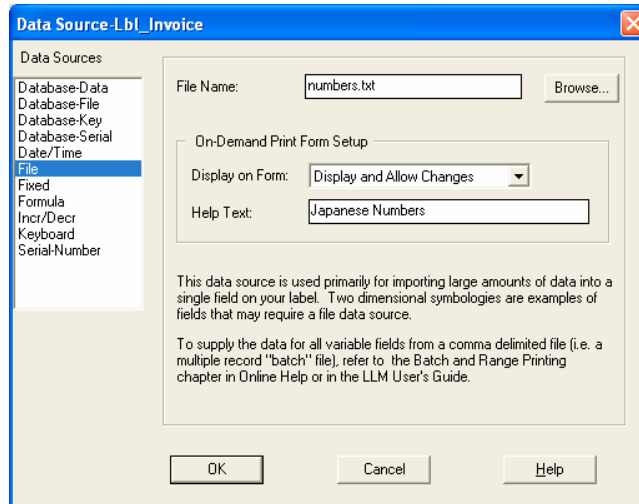 Data Source-Lbl_Invoice
Data Sources
Database-Data
Database-File
Database-Key
Database-Serial
Date/Time
File
Fixed
Formula
Incr/Decr
Keyboard
Serial-Number
File Name:
numbers.txt
Browse...
On-Demand Print Form Setup
Display on Form:
Display and Allow Changes
Help Text:
Japanese Numbers
This data source is used primarily for importing large amounts of data into a
single field on your label. Two dimensional symbologies are examples of
fields that may require a file data source.
To supply the data for all variable fields from a comma delimited file (i.e. a
multiple record "batch" file), refer to the Batch and Range Printing
chapter in Online Help or in the LLM User's Guide.
OK
Cancel
Help